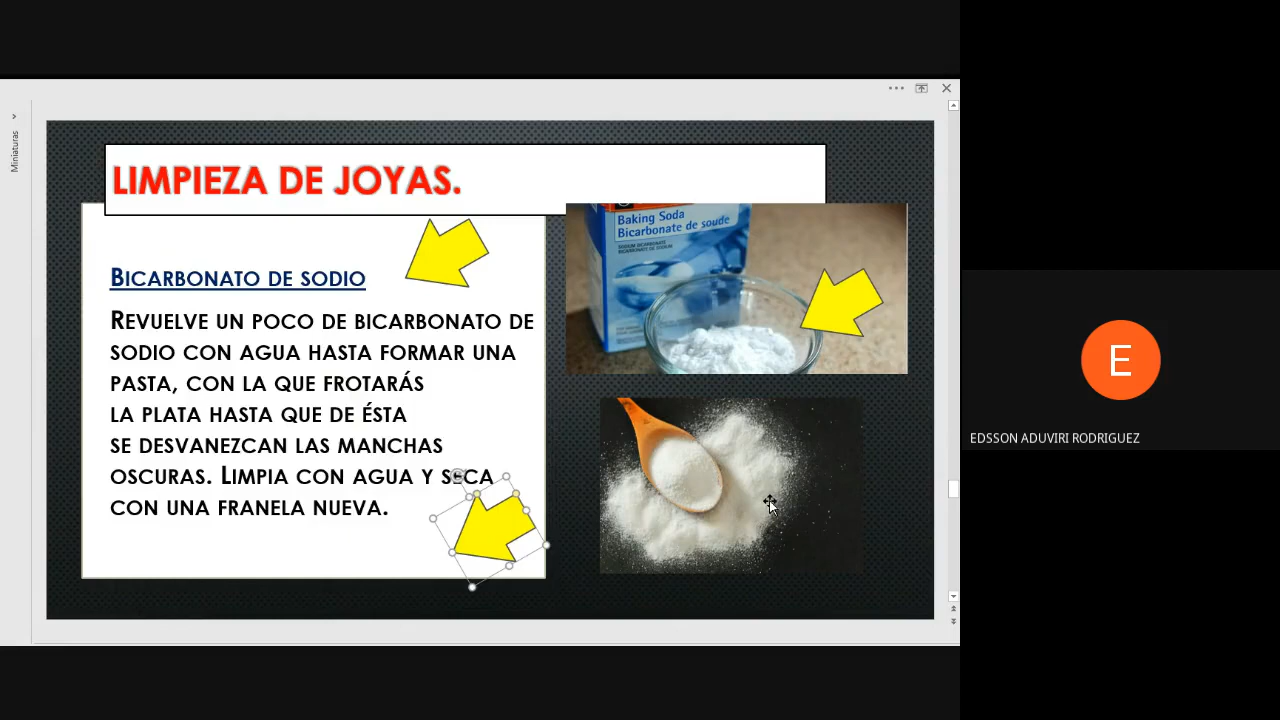 Miniaturas
LIMPIEZA DE JOYAS.
BICARBONATO DE SODIO
REVUELVE UN POCO DE BICARBONATO DE
SODIO CON AGUA HASTA FORMAR UNA
PASTA, CON LA QUE FROTARÁS
LA PLATA HASTA QUE DE ÉSTA
SE DESVANEZCAN LAS MANCHAS
OSCURAS. LIMPIA CON AGUA Y SECA
CON UNA FRANELA NUEVA.
Baking Soda
Bicarbonate de soude
E
EDSSON ADUVIRI RODRIGUEZ